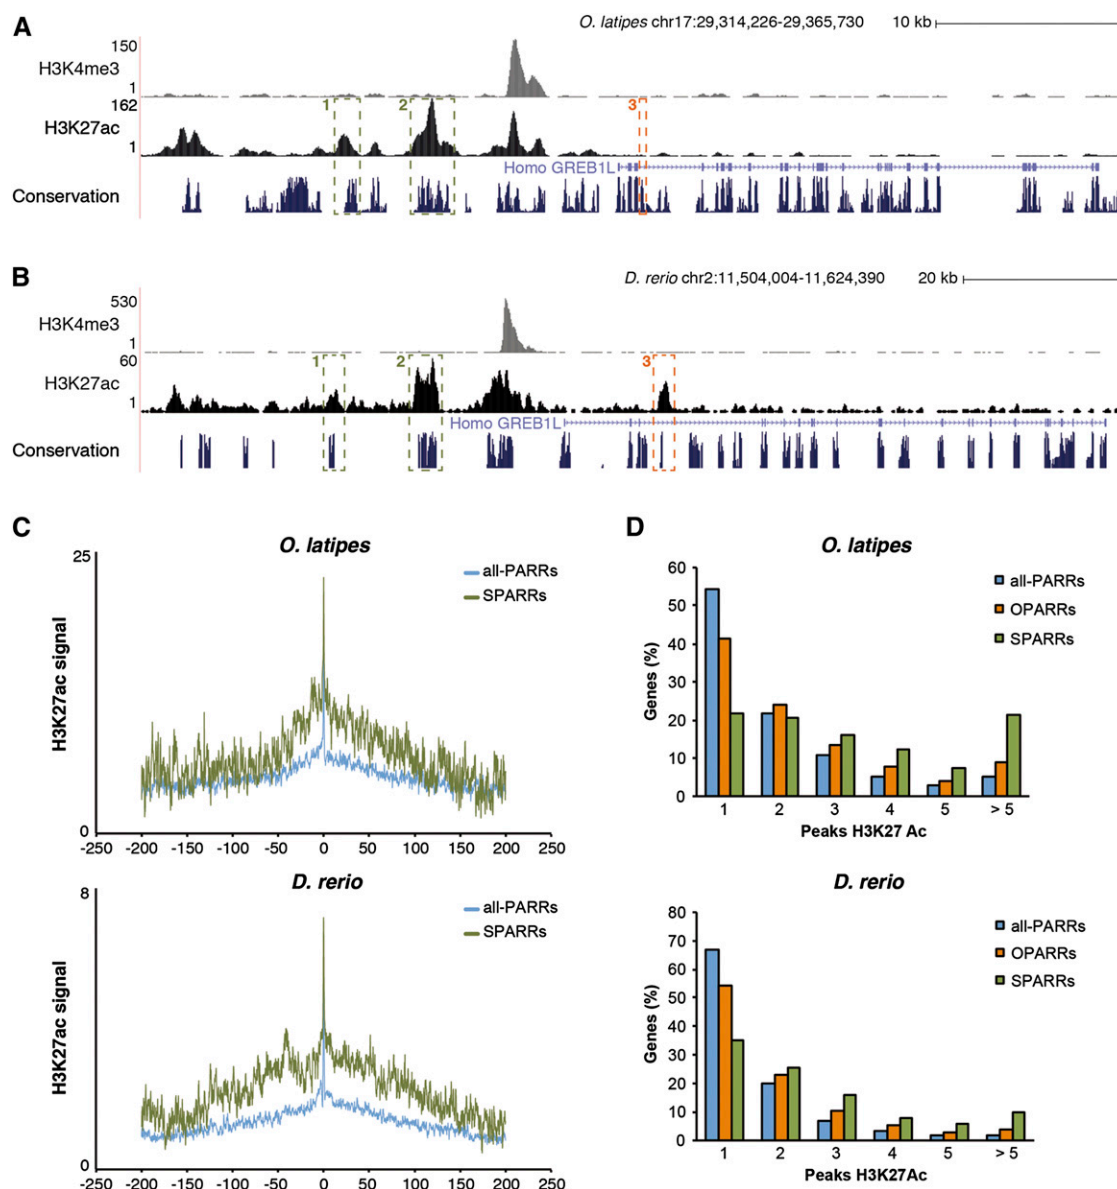 A
O. latipes chr17:29,314,226-29,365,730 10 kb
150
H3K4me3
1
162
H3K27ac
1
1
2
3
Homo GREB1L
Conservation
B
D. rerio chr2:11,504,004-11,624,390 20 kb
530
H3K4me3
1
60
H3K27ac
1
1
2
3
Homo GREB1L
Conservation
C
O. latipes
25
all-PARRs
SPARRs
H3K27ac signal
0
-250 -200 -150 -100 -50 0 50 100 150 200 250
D. rerio
8
all-PARRs
SPARRs
H3K27ac signal
0
-250 -200 -150 -100 -50 0 50 100 150 200 250
D
O. latipes
60
50
40
30
20
10
0
all-PARRs
OPARRs
SPARRs
Genes (%)
1 2 3 4 5 > 5
Peaks H3K27 Ac
D. rerio
80
70
60
50
40
30
20
10
0
all-PARRs
OPARRs
SPARRs
Genes (%)
1 2 3 4 5 > 5
Peaks H3K27Ac